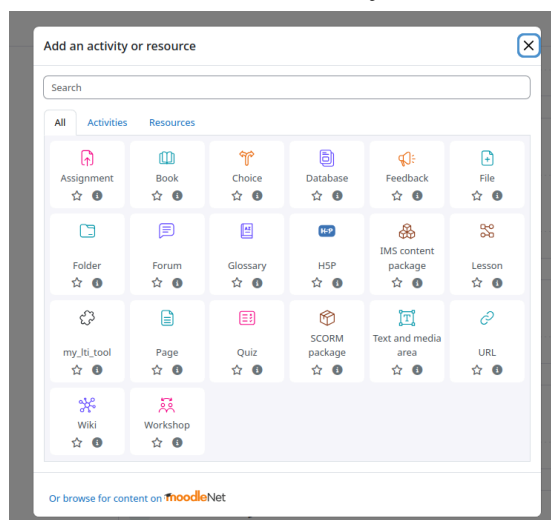 Add an activity or resource
Search
All Activities Resources
Assignment Book Choice Database Feedback File
Folder Forum Glossary H5P IMS content package Lesson
my_lti_tool Page Quiz SCORM package Text and media area URL
Wiki Workshop
Or browse for content on moodleNet